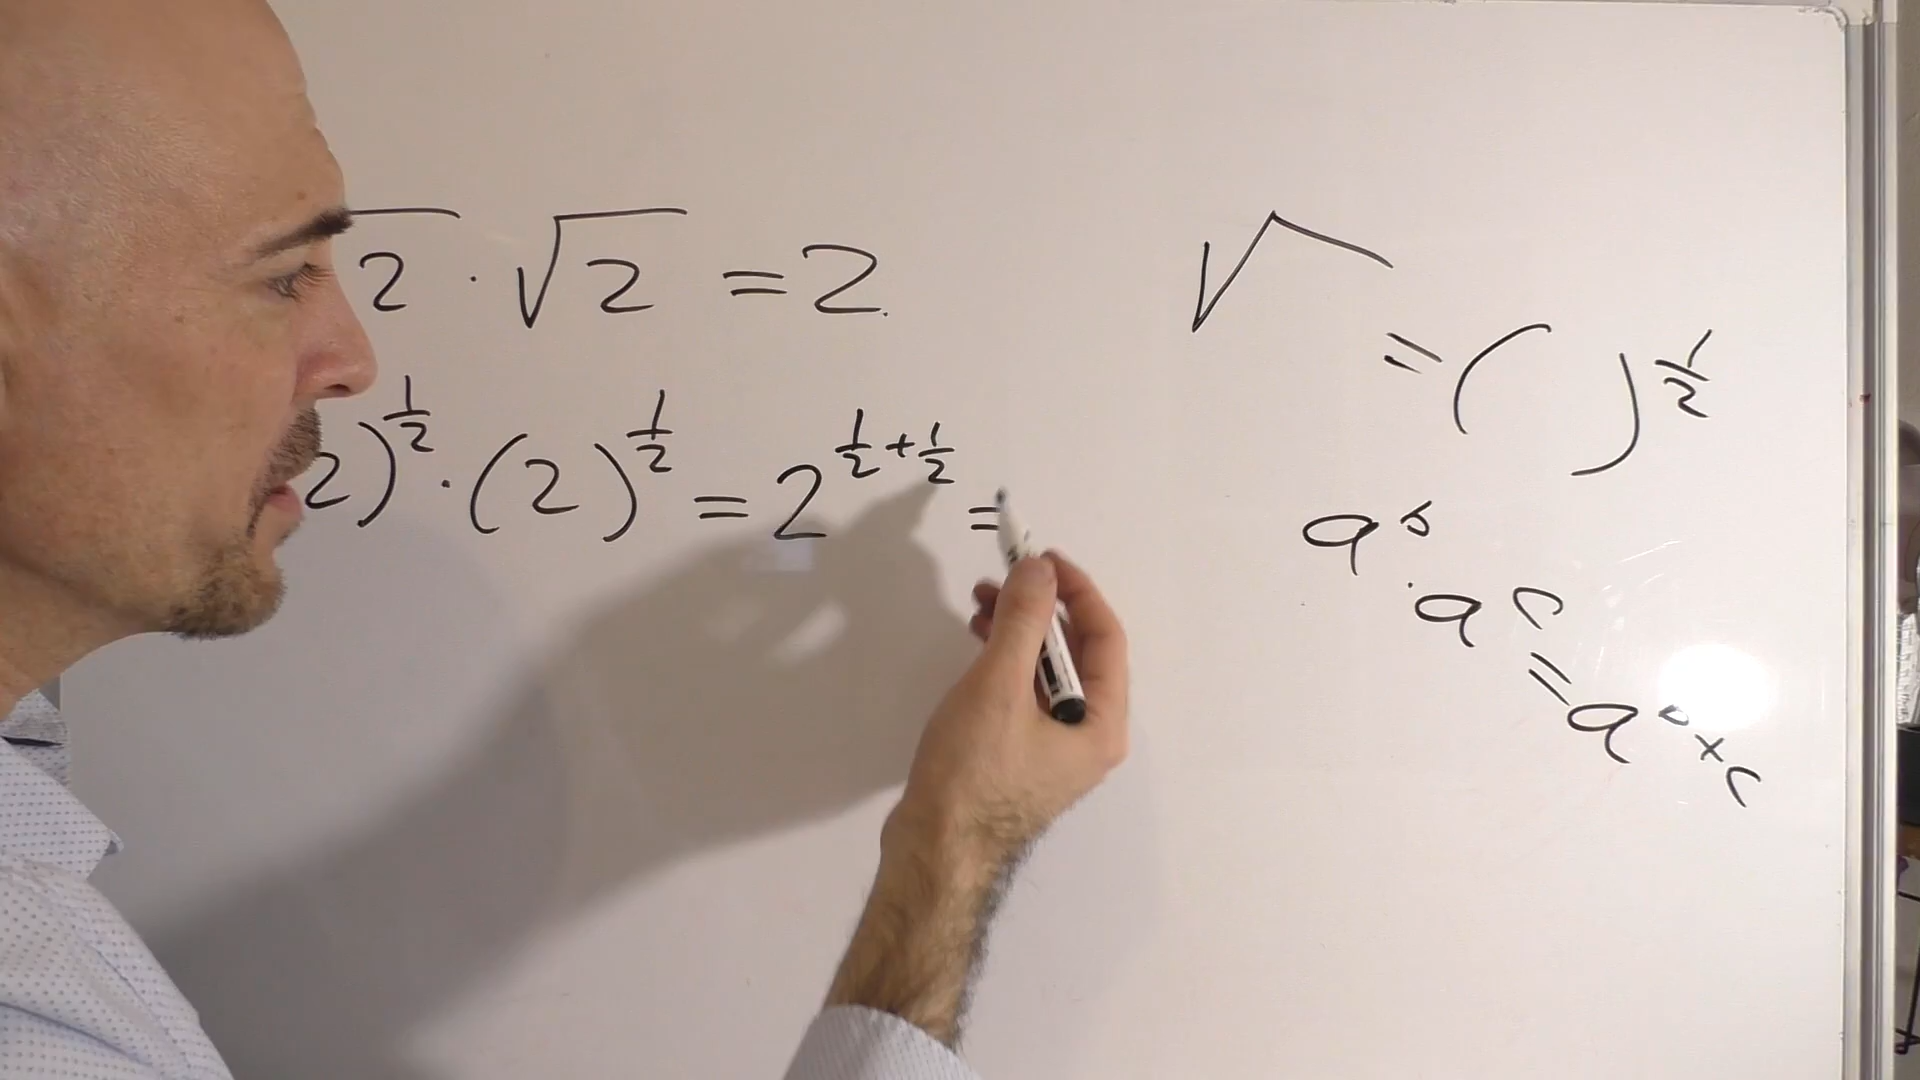 2 · √2 = 2.
2)^½ · (2)^½ = 2^½+½ =
√ = ( )^½
a^b
· a^c
= a^b+c